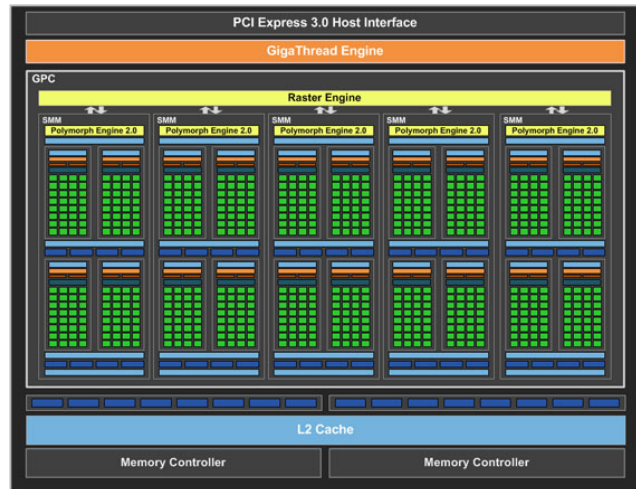 PCI Express 3.0 Host Interface
GigaThread Engine
GPC
Raster Engine
SMM SMM SMM SMM SMM
Polymorph Engine 2.0 Polymorph Engine 2.0 Polymorph Engine 2.0 Polymorph Engine 2.0 Polymorph Engine 2.0
L2 Cache
Memory Controller Memory Controller